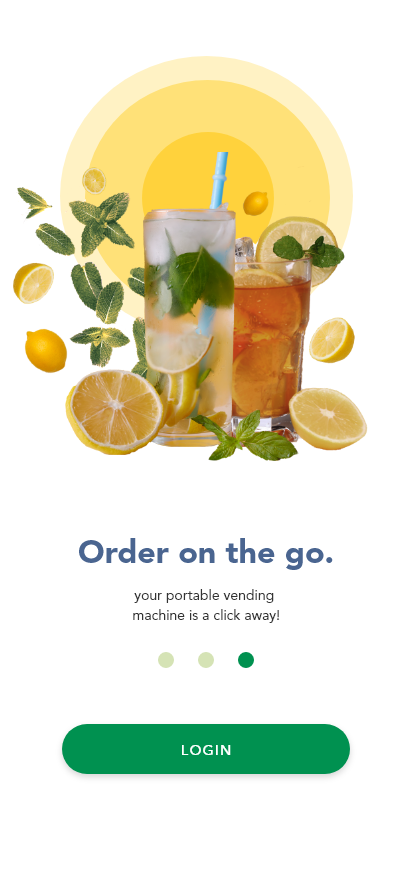 Order on the go.
your portable vending
machine is a click away!
LOGIN